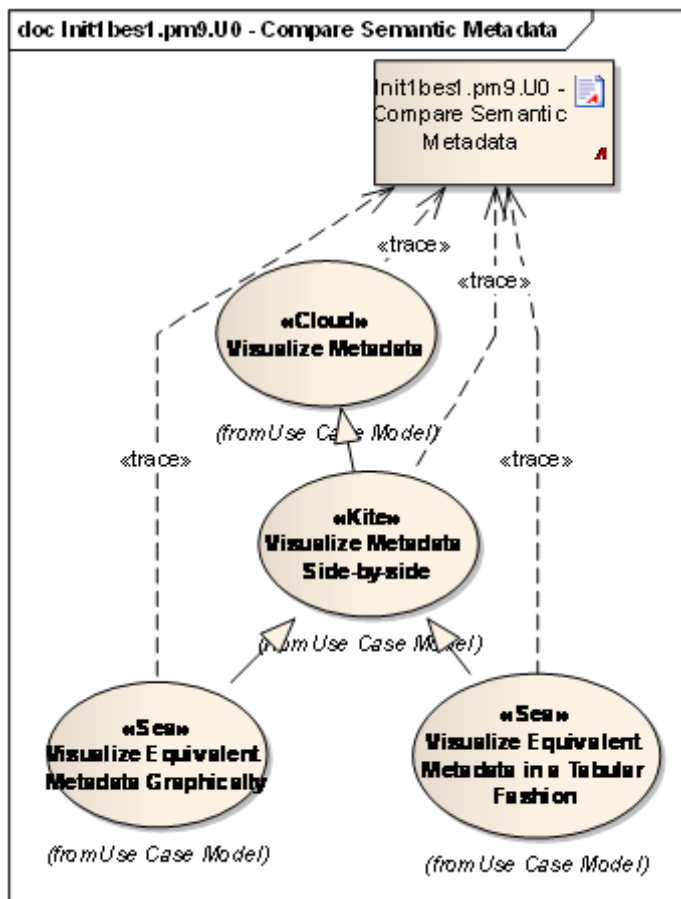 doc Init1bes1.pm9.U0 - Compare Semantic Metadata
Init1bes1.pm9.U0 -
Compare Semantic
Metadata
A
«trace»
«trace»
«Cloud»
Visualize Metadata
(from Use Case Model)
«trace»
«trace»
«Kite»
Visualize Metadata
Side-by-side
(from Use Case Model)
«Sea»
Visualize Equivalent
Metadata Graphically
(from Use Case Model)
«Sea»
Visualize Equivalent
Metadata in a Tabular
Fashion
(from Use Case Model)